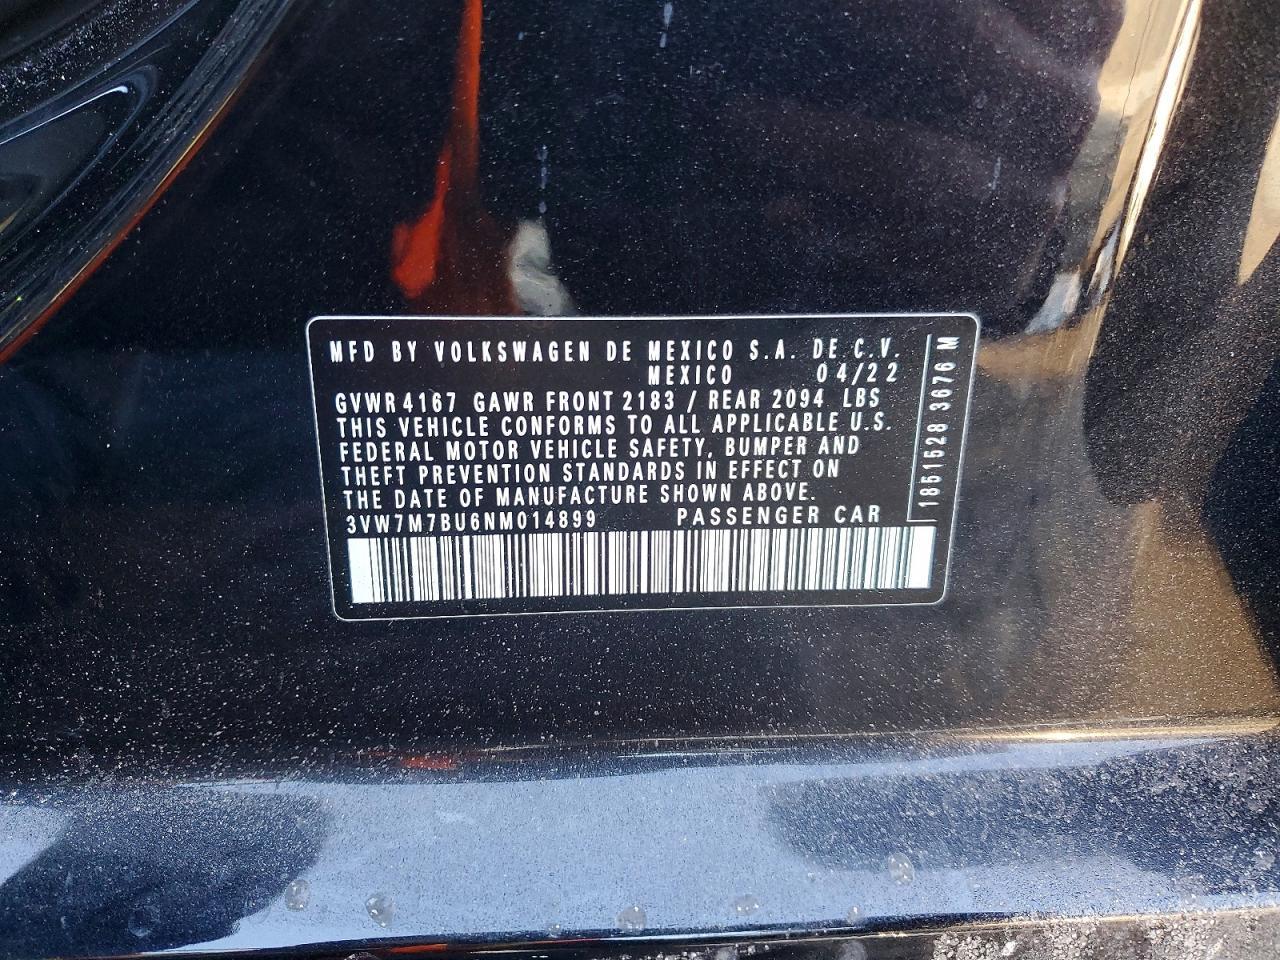 MFD BY VOLKSWAGEN DE MEXICO S.A. DE C.V.
MEXICO 04/22
GVWR 4167 GAWR FRONT 2183 / REAR 2094 LBS
THIS VEHICLE CONFORMS TO ALL APPLICABLE U.S.
FEDERAL MOTOR VEHICLE SAFETY, BUMPER AND
THEFT PREVENTION STANDARDS IN EFFECT ON
THE DATE OF MANUFACTURE SHOWN ABOVE.
3VW7M7BU6NM014899 PASSENGER CAR
1851528 3676 M